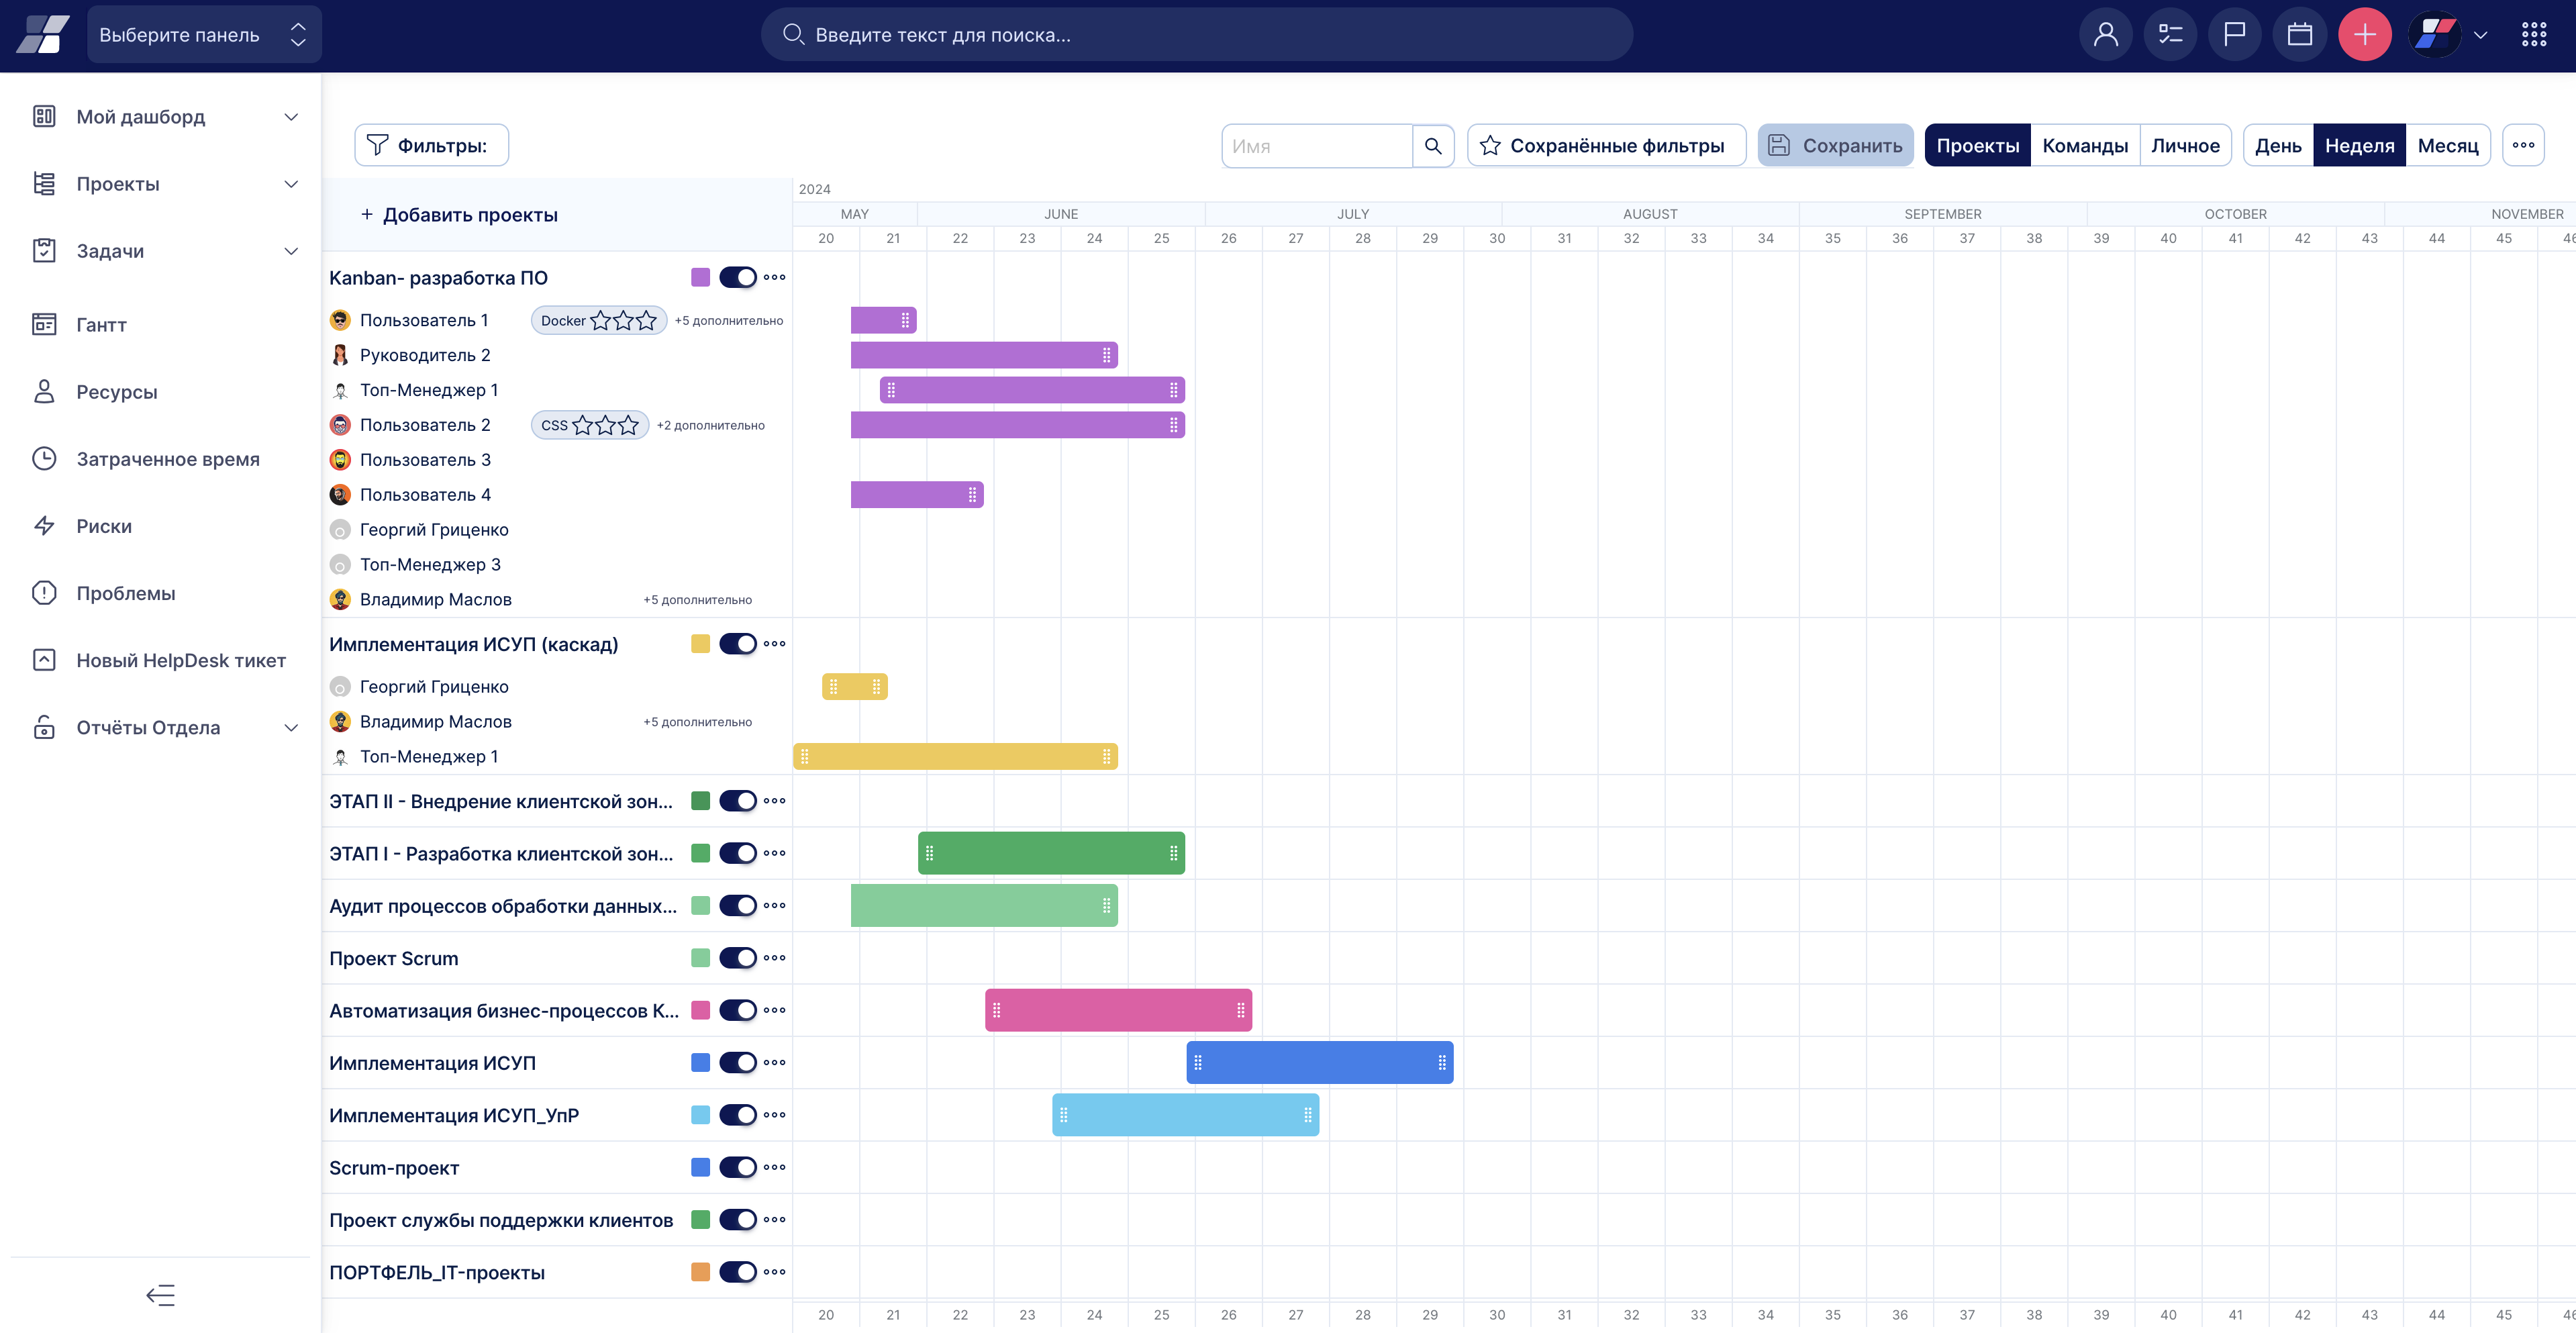 Выберите панель
Введите текст для поиска...
Мой дашборд
Проекты
Задачи
Гантт
Ресурсы
Затраченное время
Риски
Проблемы
Новый HelpDesk тикет
Отчёты Отдела
Фильтры:
Имя
Сохранённые фильтры
Сохранить
Проекты Команды Личное
День Неделя Месяц
+ Добавить проекты
2024
MAY JUNE JULY AUGUST SEPTEMBER OCTOBER NOVEMBER
20 21 22 23 24 25 26 27 28 29 30 31 32 33 34 35 36 37 38 39 40 41 42 43 44 45
Kanban- разработка ПО
Пользователь 1 Docker +5 дополнительно
Руководитель 2
Топ-Менеджер 1
Пользователь 2 CSS +2 дополнительно
Пользователь 3
Пользователь 4
Георгий Гриценко
Топ-Менеджер 3
Владимир Маслов +5 дополнительно
Имплементация ИСУП (каскад)
Георгий Гриценко
Владимир Маслов +5 дополнительно
Топ-Менеджер 1
ЭТАП II - Внедрение клиентской зон...
ЭТАП I - Разработка клиентской зон...
Аудит процессов обработки данных...
Проект Scrum
Автоматизация бизнес-процессов К...
Имплементация ИСУП
Имплементация ИСУП_УпР
Scrum-проект
Проект службы поддержки клиентов
ПОРТФЕЛЬ_IT-проекты
20 21 22 23 24 25 26 27 28 29 30 31 32 33 34 35 36 37 38 39 40 41 42 43 44 45